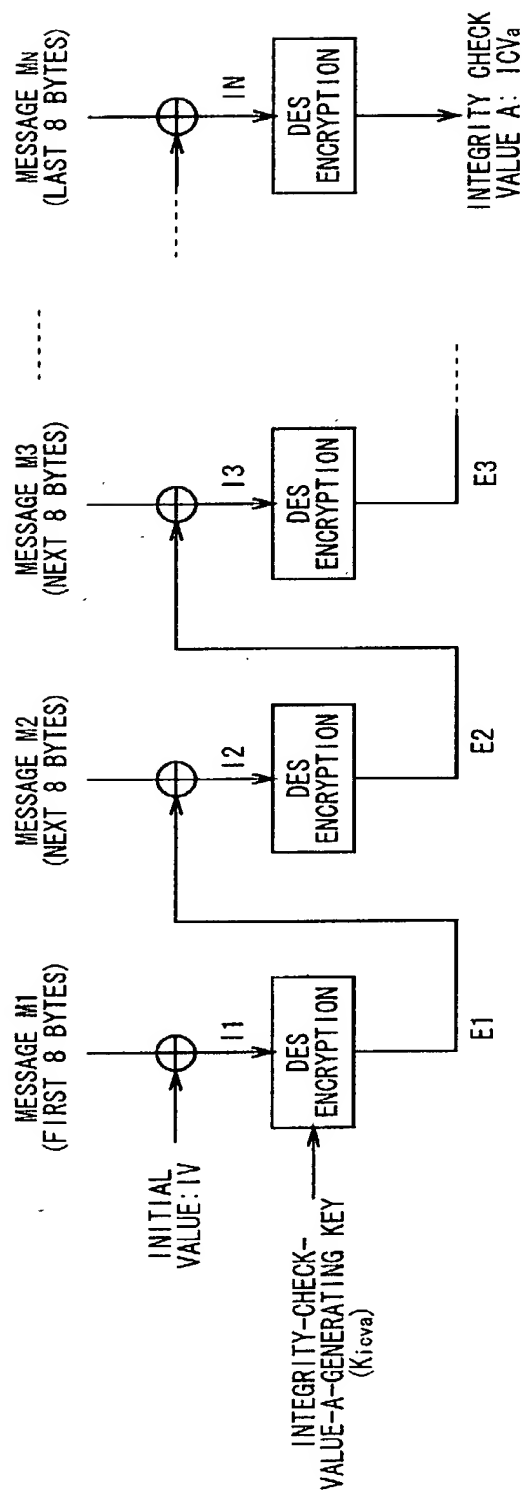 MESSAGE M1
(FIRST 8 BYTES)
MESSAGE M2
(NEXT 8 BYTES)
MESSAGE M3
(NEXT 8 BYTES)
MESSAGE MN
(LAST 8 BYTES)
INITIAL
VALUE:IV
I1
I2
I3
IN
INTEGRITY-CHECK-
VALUE-A-GENERATING KEY
(Kicva)
DES
ENCRYPTION
DES
ENCRYPTION
DES
ENCRYPTION
DES
ENCRYPTION
E1
E2
E3
INTEGRITY CHECK
VALUE A: ICVa